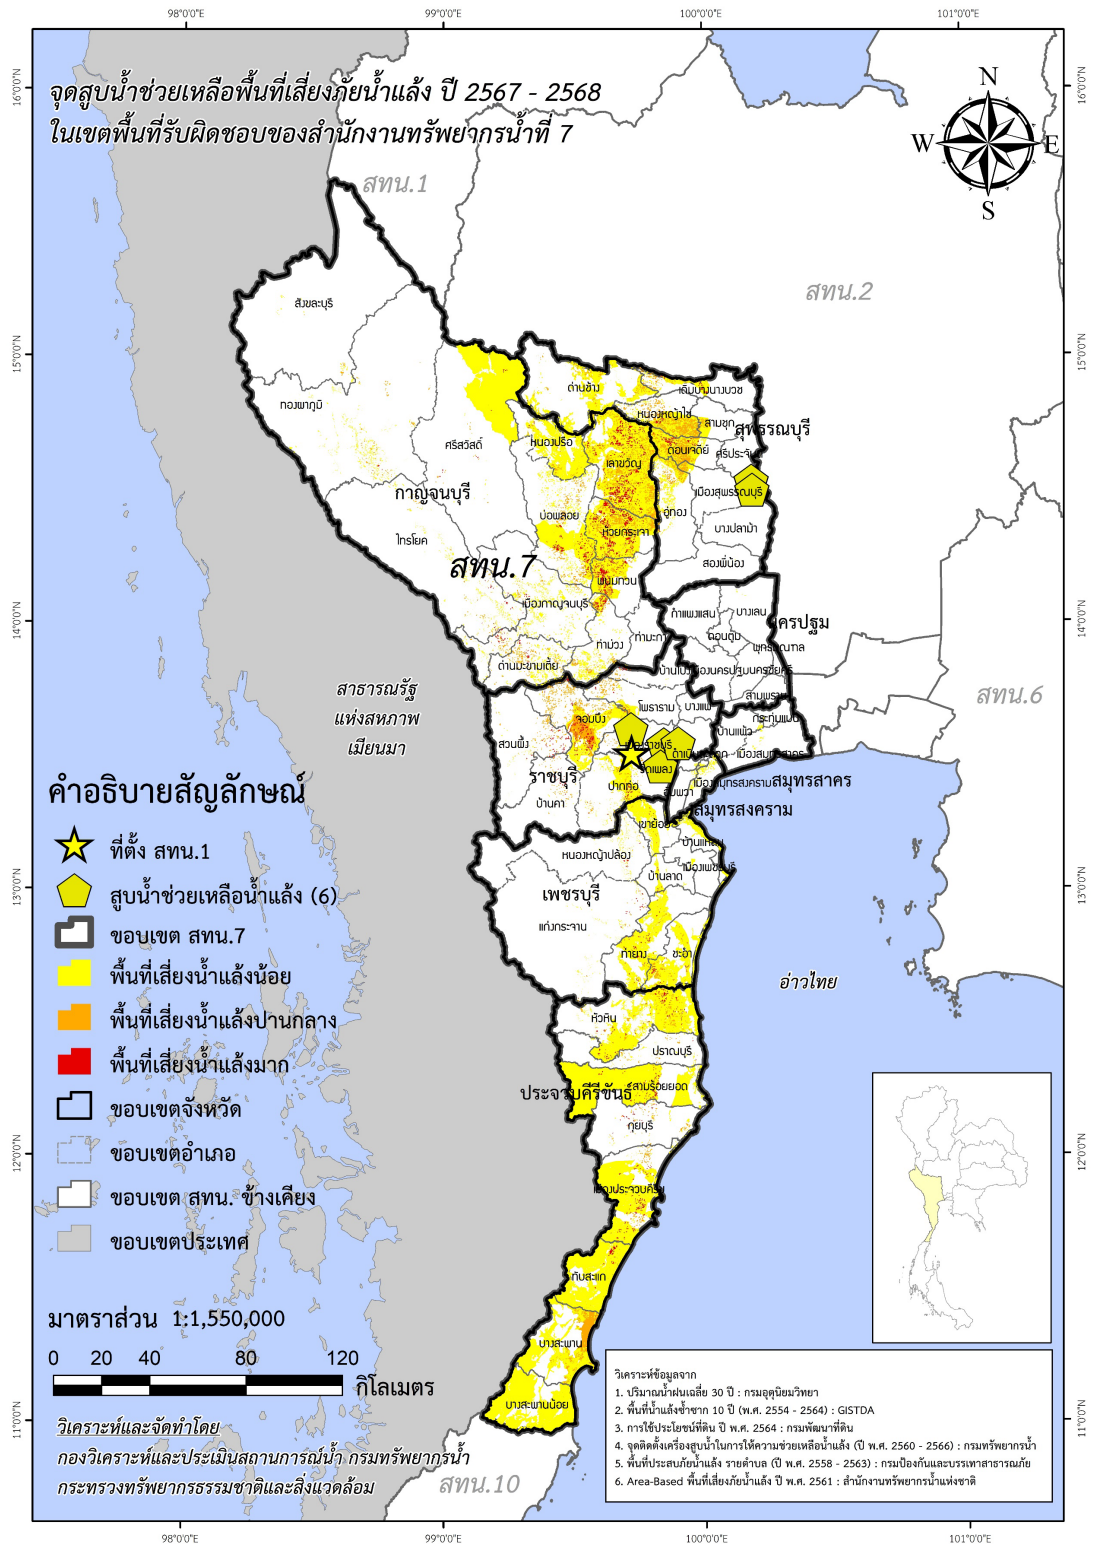 98°0'0"E
99°0'0"E
100°0'0"E
101°0'0"E
จุดสูบน้ำช่วยเหลือพื้นที่เสี่ยงภัยน้ำแล้ง ปี 2567 - 2568
ในเขตพื้นที่รับผิดชอบของสำนักงานทรัพยากรน้ำที่ 7
N
W
E
S
16°0'0"N
16°0'0"N
สทน.1
สทน.2
สังขละบุรี
15°0'0"N
15°0'0"N
ด่านช้าง
เดิมบางนางบวช
ทองผาภูมิ
หนองหญ้าไซ
สามชุก
สุพรรณบุรี
ศรีสวัสดิ์
หนองปรือ
ดอนเจดีย์
เลาขวัญ
กาญจนบุรี
เมืองสุพรรณบุรี
บ่อพลอย
อู่ทอง
ห้วยกระเจา
บางปลาม้า
ไทรโยค
สทน.7
สองพี่น้อง
พนมทวน
เมืองกาญจนบุรี
กำแพงแสน
บางเลน
14°0'0"N
14°0'0"N
ท่ามะกา
ดอนตูม
ท่าม่วง
ด่านมะขามเตี้ย
สาธารณรัฐ
แห่งสหภาพ
เมียนมา
สทน.6
โพธาราม
บางแพ
จอมบึง
บ้านแพ้ว
สวนผึ้ง
เมืองสมุทรสาคร
ราชบุรี
สมุทรสาคร
ปากท่อ
บ้านคา
สมุทรสงคราม
คำอธิบายสัญลักษณ์
ที่ตั้ง สทน.1
สูบน้ำช่วยเหลือน้ำแล้ง (6)
ขอบเขต สทน.7
พื้นที่เสี่ยงน้ำแล้งน้อย
พื้นที่เสี่ยงน้ำแล้งปานกลาง
พื้นที่เสี่ยงน้ำแล้งมาก
ขอบเขตจังหวัด
ขอบเขตอำเภอ
ขอบเขต สทน. ข้างเคียง
ขอบเขตประเทศ
เขาย้อย
หนองหญ้าปล้อง
บ้านแหลม
เมืองเพชรบุรี
บ้านลาด
13°0'0"N
13°0'0"N
เพชรบุรี
แก่งกระจาน
ท่ายาง
ชะอำ
อ่าวไทย
หัวหิน
ปราณบุรี
ประจวบคีรีขันธ์
สามร้อยยอด
กุยบุรี
12°0'0"N
12°0'0"N
ทับสะแก
บางสะพาน
บางสะพานน้อย
มาตราส่วน 1:1,550,000
0 20 40 80 120
กิโลเมตร
11°0'0"N
11°0'0"N
วิเคราะห์และจัดทำโดย
กองวิเคราะห์และประเมินสถานการณ์น้ำ กรมทรัพยากรน้ำ
กระทรวงทรัพยากรธรรมชาติและสิ่งแวดล้อม
สทน.10
วิเคราะห์ข้อมูลจาก
1. ปริมาณน้ำฝนเฉลี่ย 30 ปี : กรมอุตุนิยมวิทยา
2. พื้นที่น้ำแล้งซ้ำซาก 10 ปี (พ.ศ. 2554 - 2564) : GISTDA
3. การใช้ประโยชน์ที่ดิน ปี พ.ศ. 2564 : กรมพัฒนาที่ดิน
4. จุดติดตั้งเครื่องสูบน้ำในการให้ความช่วยเหลือน้ำแล้ง (ปี พ.ศ. 2560 - 2566) : กรมทรัพยากรน้ำ
5. พื้นที่ประสบภัยน้ำแล้ง รายตำบล (ปี พ.ศ. 2558 - 2563) : กรมป้องกันและบรรเทาสาธารณภัย
6. Area-Based พื้นที่เสี่ยงภัยน้ำแล้ง ปี พ.ศ. 2561 : สำนักงานทรัพยากรน้ำแห่งชาติ
98°0'0"E
99°0'0"E
100°0'0"E
101°0'0"E